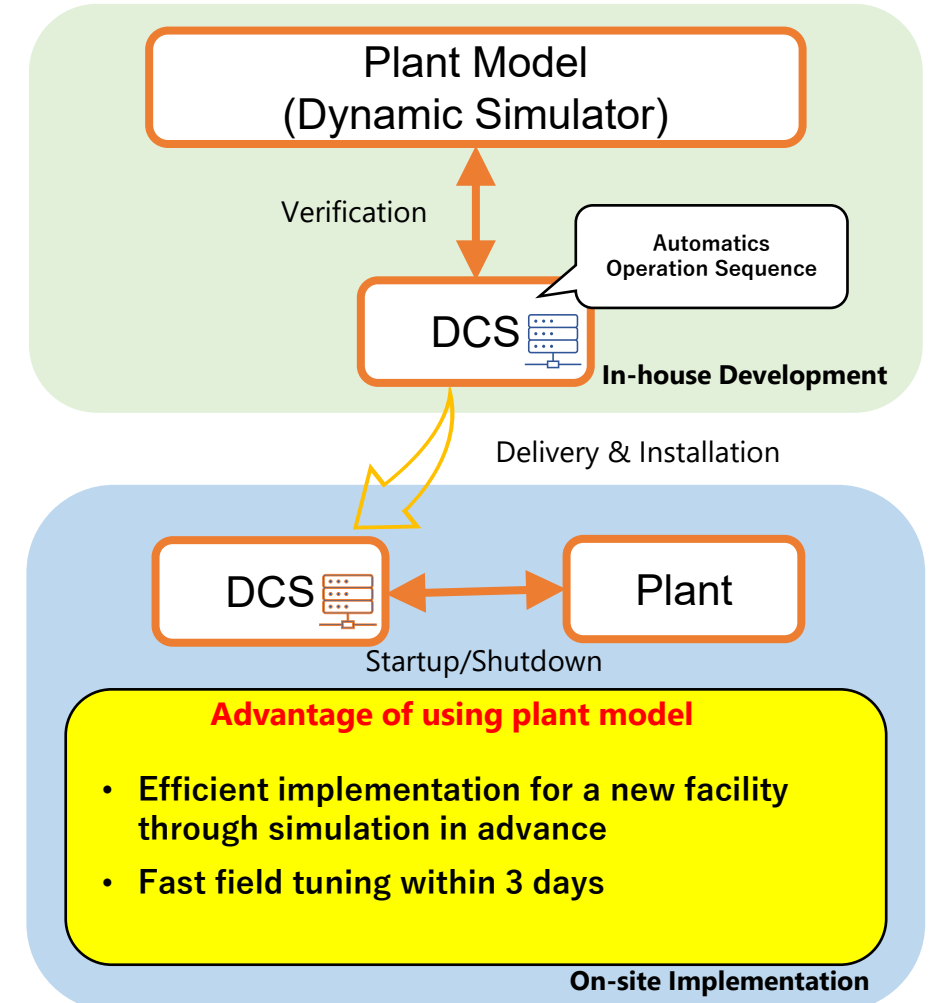 Plant Model
(Dynamic Simulator)
Verification
Automatics
Operation Sequence
DCS
In-house Development
Delivery & Installation
DCS
Plant
Startup/Shutdown
Advantage of using plant model
• Efficient implementation for a new facility
through simulation in advance
• Fast field tuning within 3 days
On-site Implementation